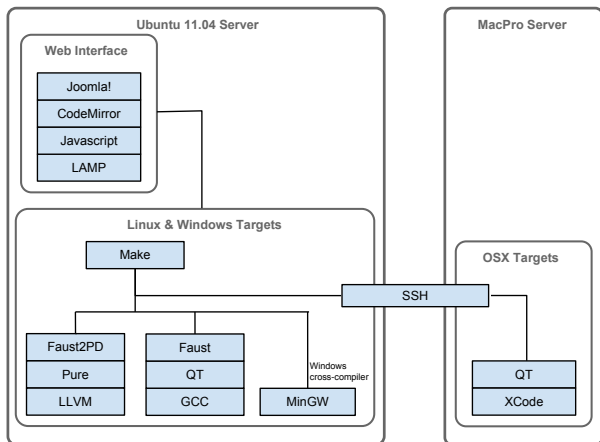 Ubuntu 11.04 Server
MacPro Server
Web Interface
Joomla!
CodeMirror
Javascript
LAMP
Linux & Windows Targets
Make
OSX Targets
SSH
Faust2PD
Pure
LLVM
Faust
QT
GCC
Windows
cross-compiler
MinGW
QT
XCode